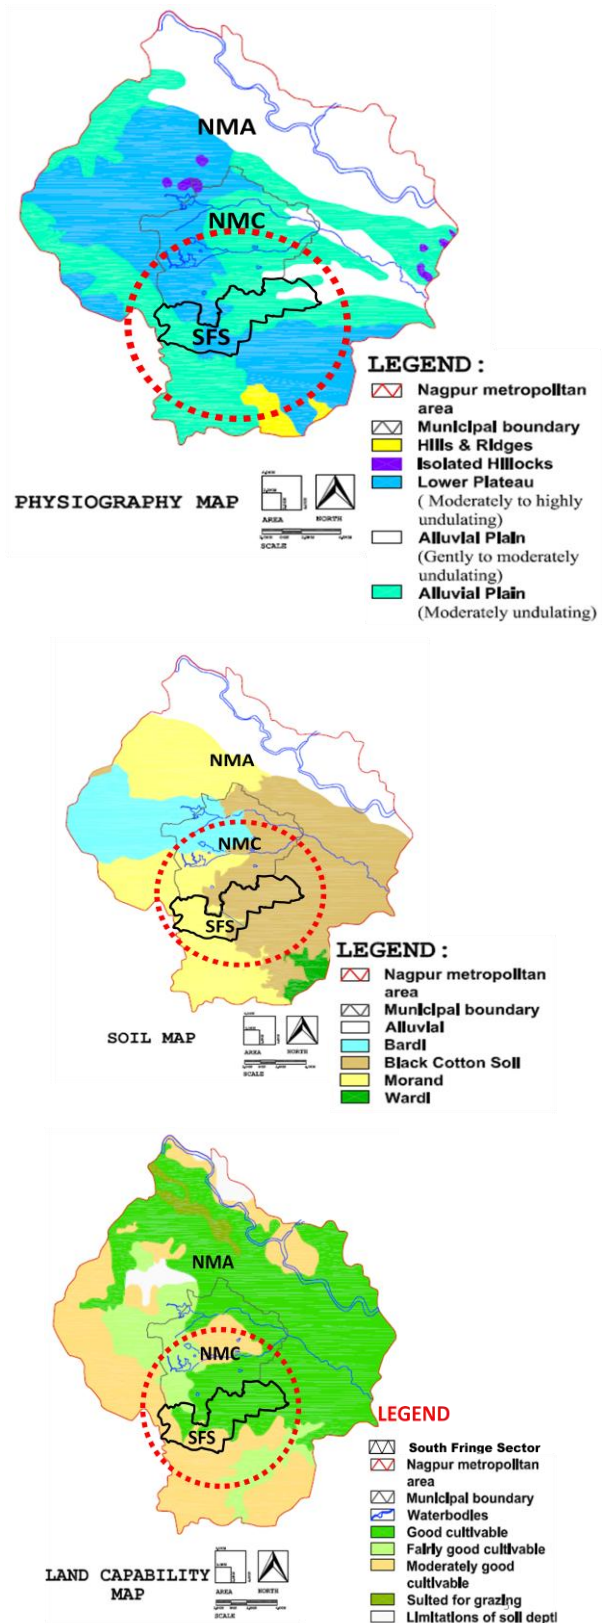 NMA
NMC
SFS
LEGEND :
Nagpur metropolitan
area
Municipal boundary
Hills & Ridges
Isolated Hillocks
Lower Plateau
( Moderately to highly
undulating)
Alluvial Plain
(Gently to moderately
undulating)
Alluvial Plain
(Moderately undulating)
PHYSIOGRAPHY MAP
AREA
NORTH
SCALE
NMA
NMC
SFS
LEGEND :
Nagpur metropolitan
area
Municipal boundary
Alluvial
Bardi
Black Cotton Soil
Morand
Wardi
SOIL MAP
AREA
NORTH
SCALE
NMA
NMC
SFS
LEGEND
South Fringe Sector
Nagpur metropolitan
area
Municipal boundary
Waterbodies
Good cultivable
Fairly good cultivable
Moderately good
cultivable
Suited for grazing
Limitations of soil depth
LAND CAPABILITY
MAP
AREA
NORTH
SCALE